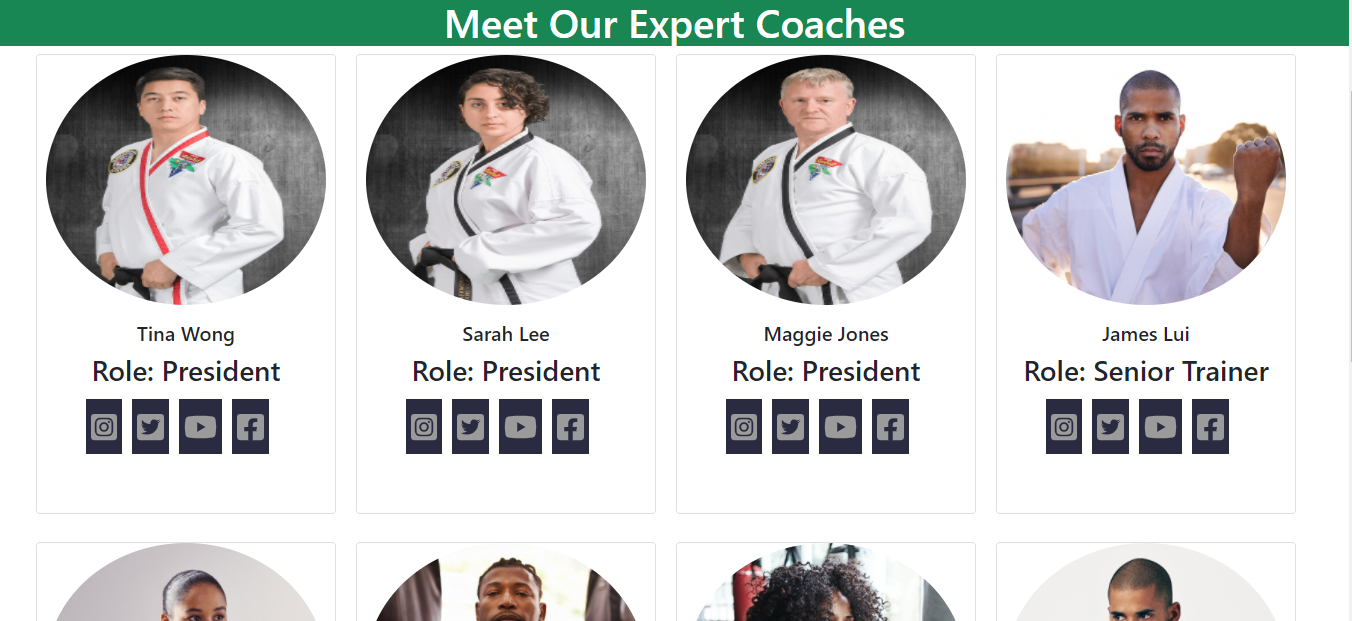 Meet Our Expert Coaches
Tina Wong
Role: President
Sarah Lee
Role: President
Maggie Jones
Role: President
James Lui
Role: Senior Trainer